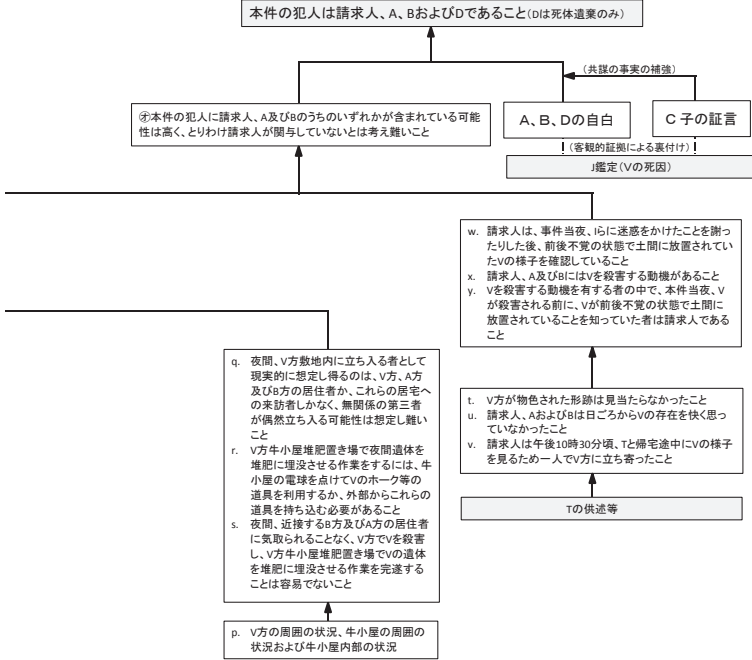 本件の犯人は請求人、A、BおよびDであること(Dは死体遺棄のみ)
(共謀の事実の補強)
㋔本件の犯人に請求人、A及びBのうちのいずれかが含まれている可能
性は高く、とりわけ請求人が関与していないとは考え難いこと
A、B、Dの自白
C子の証言
(客観的証拠による裏付け)
J鑑定(Vの死因)
w. 請求人は、事件当夜、Iらに迷惑をかけたことを謝っ
たりした後、前後不覚の状態で土間に放置されてい
たVの様子を確認していること
x. 請求人、A及びBにはVを殺害する動機があること
y. Vを殺害する動機を有する者の中で、本件当夜、V
が殺害される前に、Vが前後不覚の状態で土間に
放置されていることを知っていた者は請求人である
こと
q. 夜間、V方敷地内に立ち入る者として
現実的に想定し得るのは、V方、A方
及びB方の居住者か、これらの居宅へ
の来訪者しかなく、無関係の第三者
が偶然立ち入る可能性は想定し難い
こと
r. V方牛小屋堆肥置き場で夜間遺体を
堆肥に埋没させる作業をするには、牛
小屋の電球を点けてVのホーク等の
道具を利用するか、外部からこれらの
道具を持ち込む必要があること
s. 夜間、近接するB方及びA方の居住者
に気取られることなく、V方でVを殺害
し、V方牛小屋堆肥置き場でVの遺体
を堆肥に埋没させる作業を完遂する
ことは容易でないこと
t. V方が物色された形跡は見当たらなかったこと
u. 請求人、AおよびBは日ごろからVの存在を快く思っ
ていなかったこと
v. 請求人は午後10時30分頃、Tと帰宅途中にVの様子
を見るため一人でV方に立ち寄ったこと
Tの供述等
p. V方の周囲の状況、牛小屋の周囲の
状況および牛小屋内部の状況